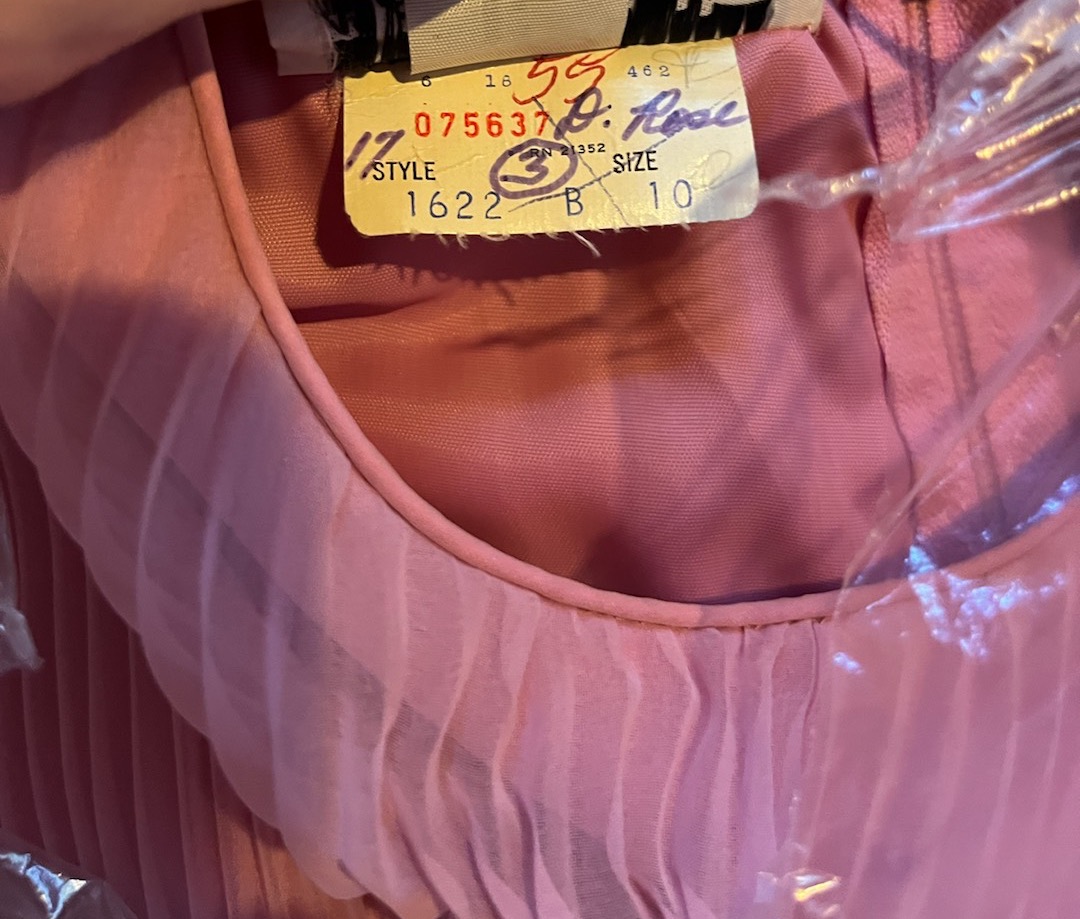 6 18 55 462
075637 D. Rose
RN 21352
17 STYLE 3 SIZE
1622 B 10